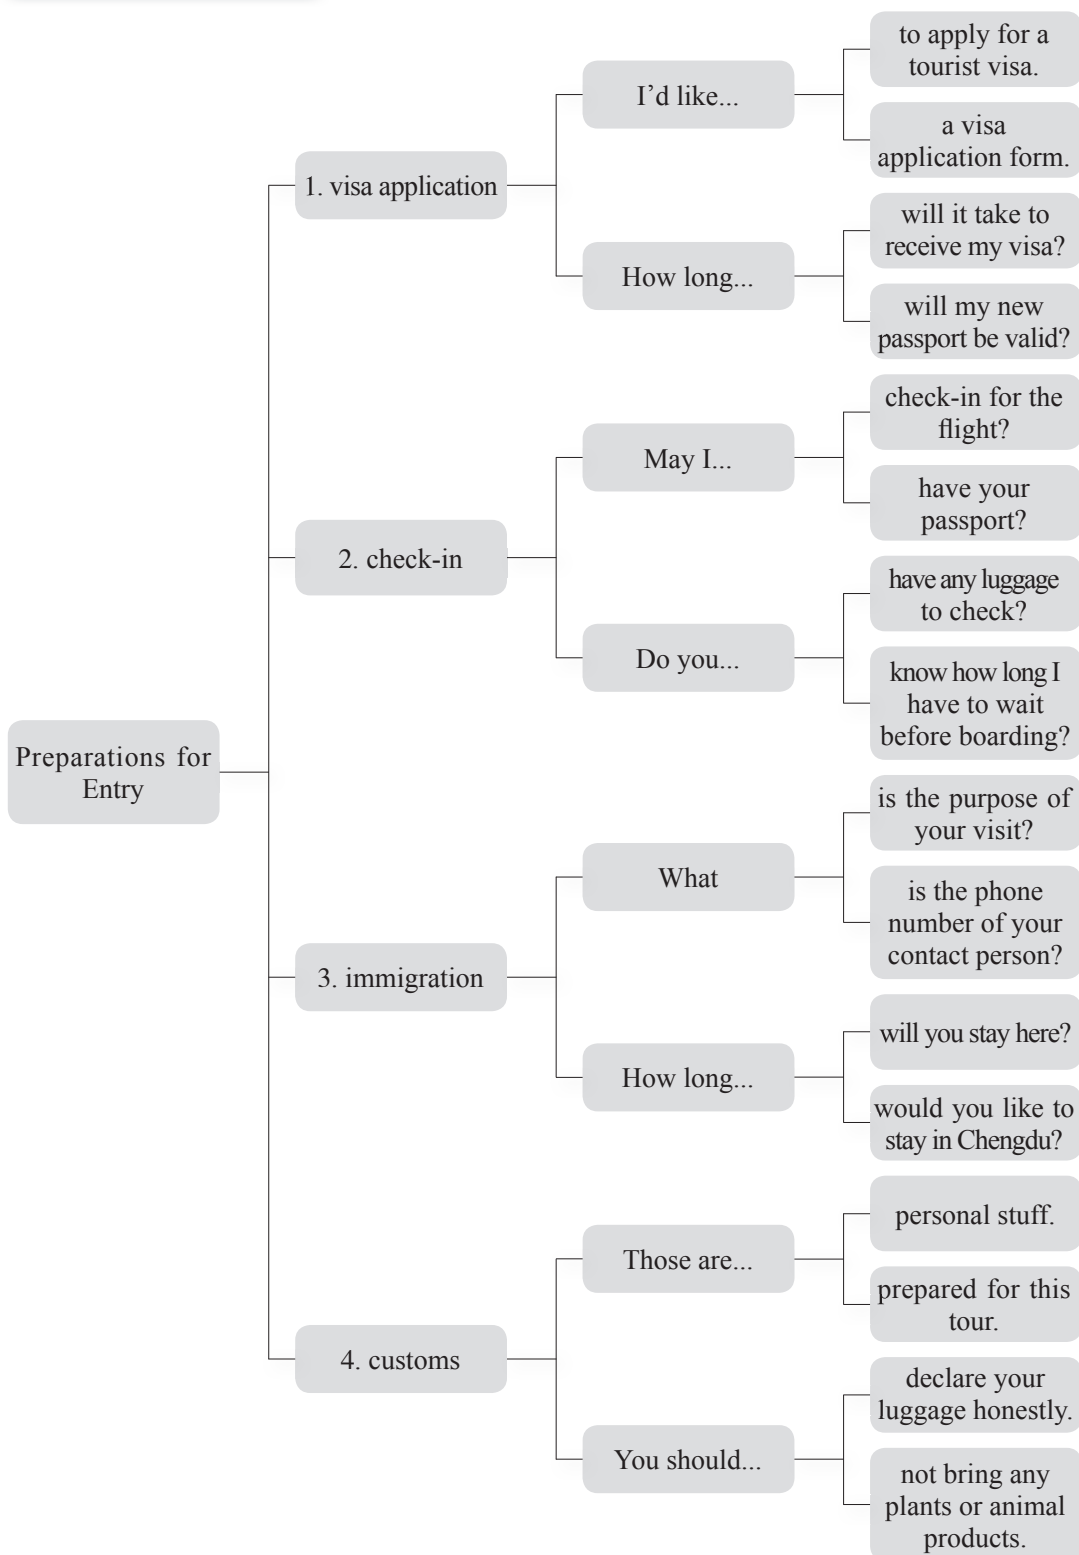 Preparations for
Entry
1. visa application
I’d like...
to apply for a
tourist visa.
a visa
application form.
How long...
will it take to
receive my visa?
will my new
passport be valid?
2. check-in
May I...
check-in for the
flight?
have your
passport?
Do you...
have any luggage
to check?
know how long I
have to wait
before boarding?
3. immigration
What
is the purpose of
your visit?
is the phone
number of your
contact person?
How long...
will you stay here?
would you like to
stay in Chengdu?
4. customs
Those are...
personal stuff.
prepared for this
tour.
You should...
declare your
luggage honestly.
not bring any
plants or animal
products.